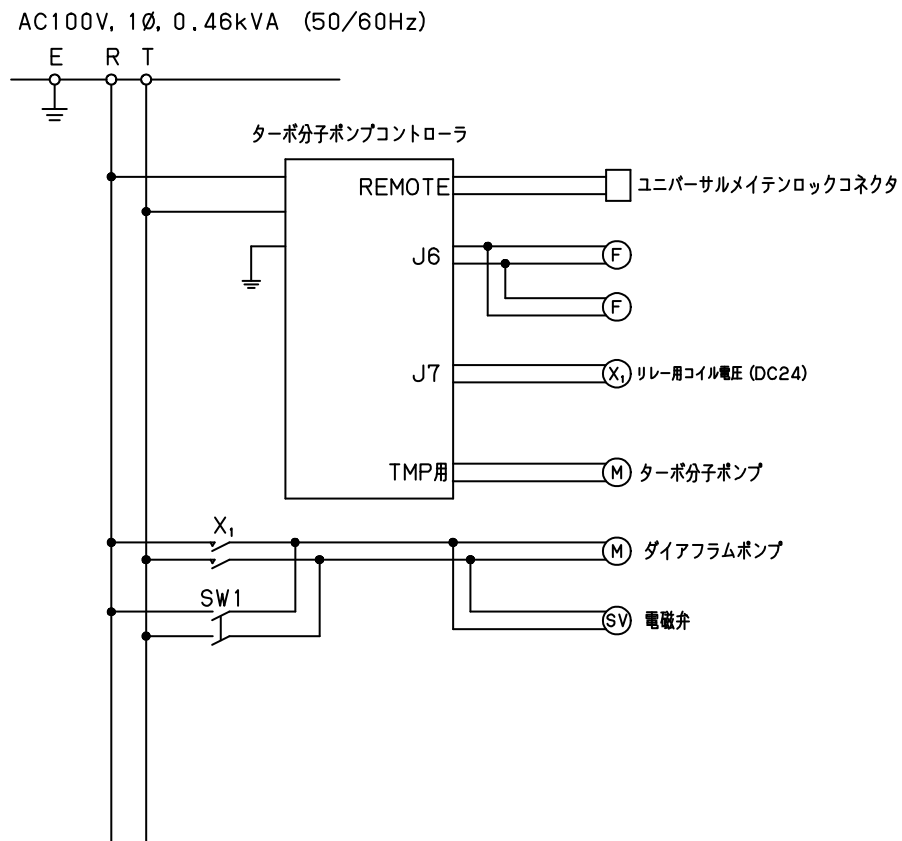 AC100V, 1Ø, 0.46kVA (50/60Hz)
E R T
ターボ分子ポンプコントローラ
REMOTE
ユニバーサルメイテンロックコネクタ
J6
F
F
J7
X1
リレー用コイル電圧 (DC24)
TMP用
M
ターボ分子ポンプ
X1
M
ダイアフラムポンプ
SW1
SV
電磁弁